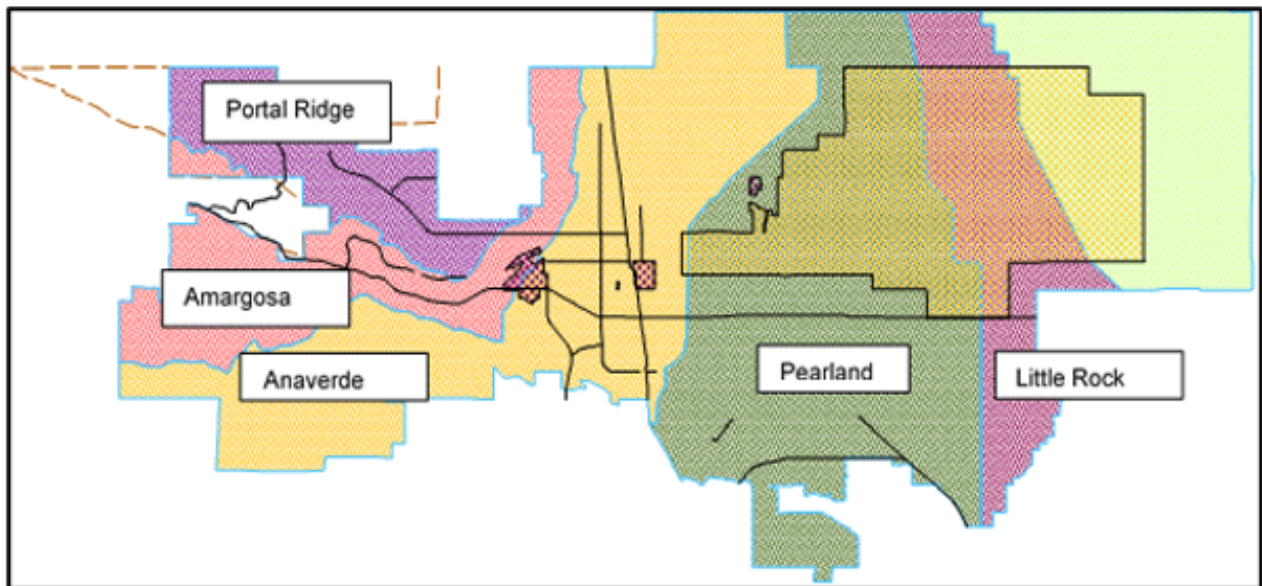 Portal Ridge
Amargosa
Anaverde
Pearland
Little Rock